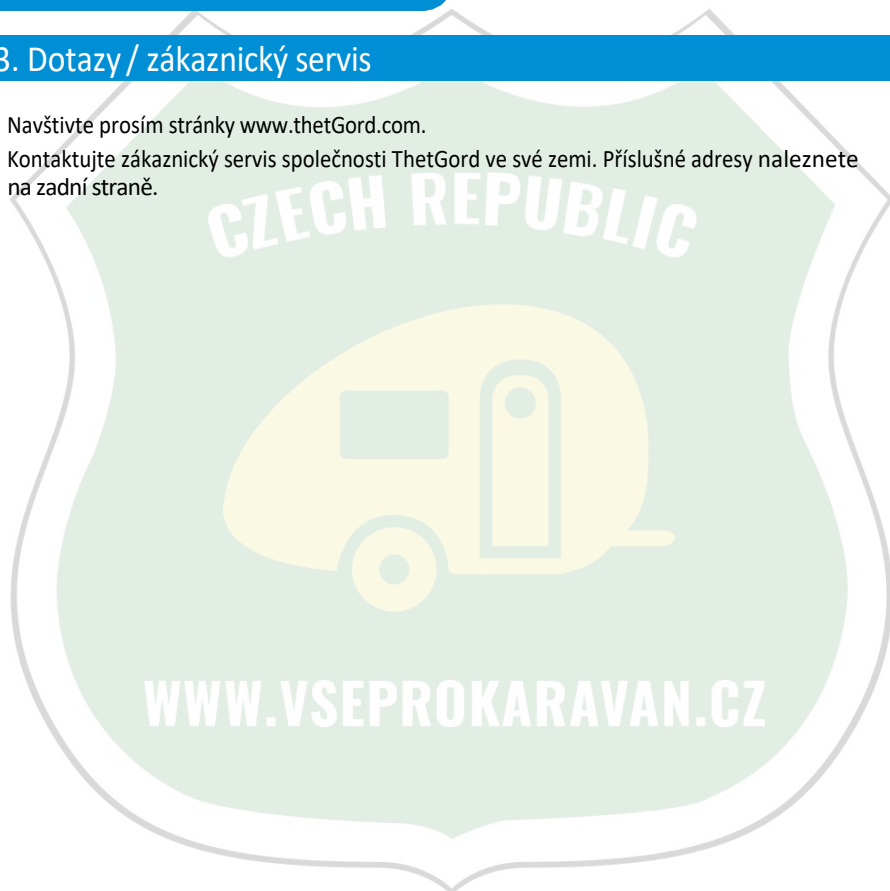 3. Dotazy / zákaznický servis
Navštivte prosím stránky www.thetGord.com.
Kontaktujte zákaznický servis společnosti ThetGord ve své zemi. Příslušné adresy naleznete
na zadní straně.
CZECH REPUBLIC
WWW.VSEPROKARAVAN.CZ